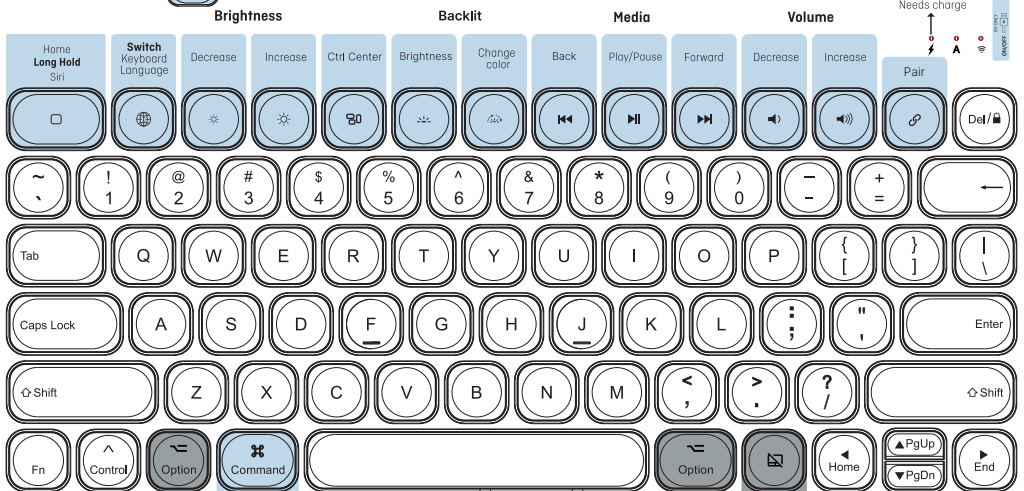 Needs charge
Brightness Backlit Media Volume
5V ONLY
ON/OFF
A
Home
Long Hold
Siri
Switch
Keyboard
Language
Decrease
Increase
Ctrl Center
Brightness
Change
color
Back
Play/Pause
Forward
Decrease
Increase
Pair
Del/
~ ! @ # $ % ^ & * ( ) — +
` 1 2 3 4 5 6 7 8 9 0 - = ←
Tab Q W E R T Y U I O P { [ } ] | \
Caps Lock A S D F G H J K L : ; " ' Enter
⇧ Shift Z X C V B N M < , > . ? / ⇧ Shift
Fn
^
Control
⌥
Option
⌘
Command
⌥
Option
◀
Home
▲PgUp
▼PgDn
▶
End